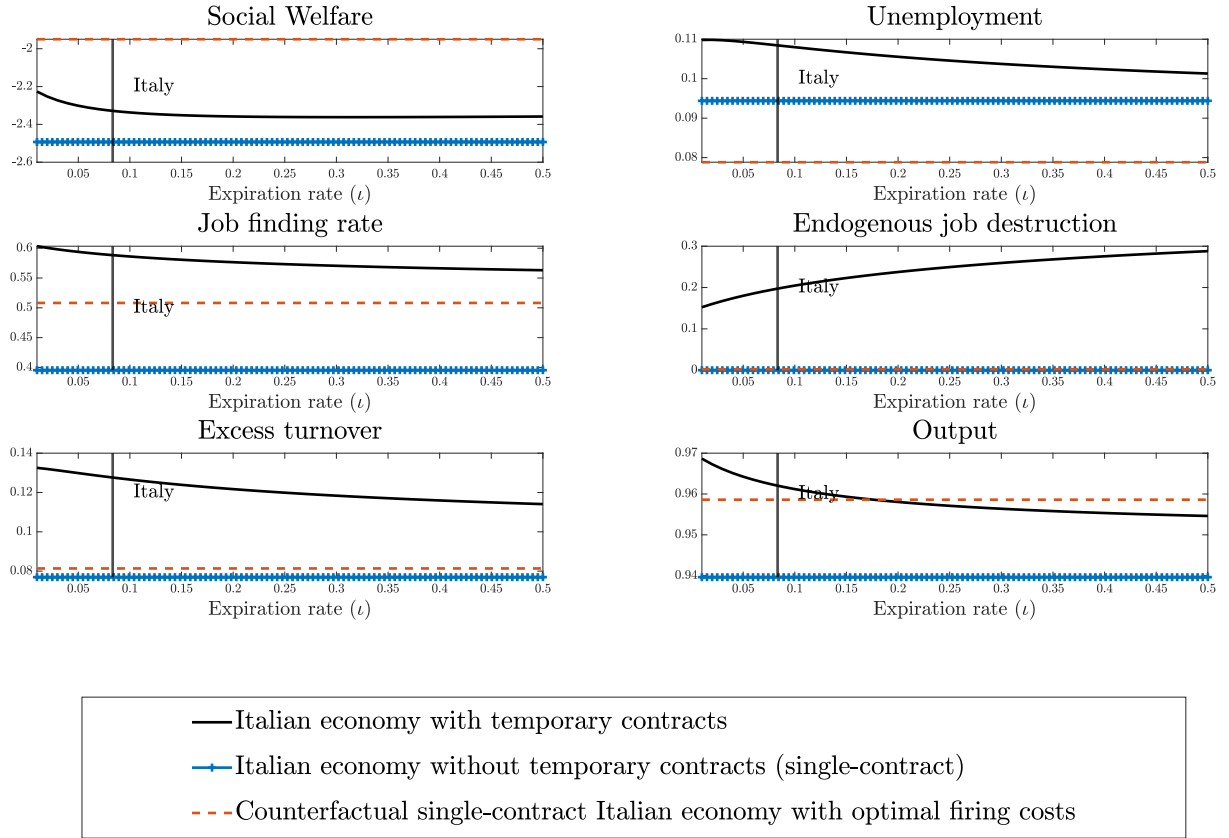 Social Welfare
-2
-2.2
-2.4
-2.6
Italy
0.05 0.1 0.15 0.2 0.25 0.3 0.35 0.4 0.45 0.5
Expiration rate (ι)
Unemployment
0.11
0.1
0.09
0.08
Italy
0.05 0.1 0.15 0.2 0.25 0.3 0.35 0.4 0.45 0.5
Expiration rate (ι)
Job finding rate
0.6
0.55
0.5
0.45
0.4
Italy
0.05 0.1 0.15 0.2 0.25 0.3 0.35 0.4 0.45 0.5
Expiration rate (ι)
Endogenous job destruction
0.3
0.2
0.1
0
Italy
0.05 0.1 0.15 0.2 0.25 0.3 0.35 0.4 0.45 0.5
Expiration rate (ι)
Excess turnover
0.14
0.12
0.1
0.08
Italy
0.05 0.1 0.15 0.2 0.25 0.3 0.35 0.4 0.45 0.5
Expiration rate (ι)
Output
0.97
0.96
0.95
0.94
Italy
0.05 0.1 0.15 0.2 0.25 0.3 0.35 0.4 0.45 0.5
Expiration rate (ι)
Italian economy with temporary contracts
Italian economy without temporary contracts (single-contract)
Counterfactual single-contract Italian economy with optimal firing costs